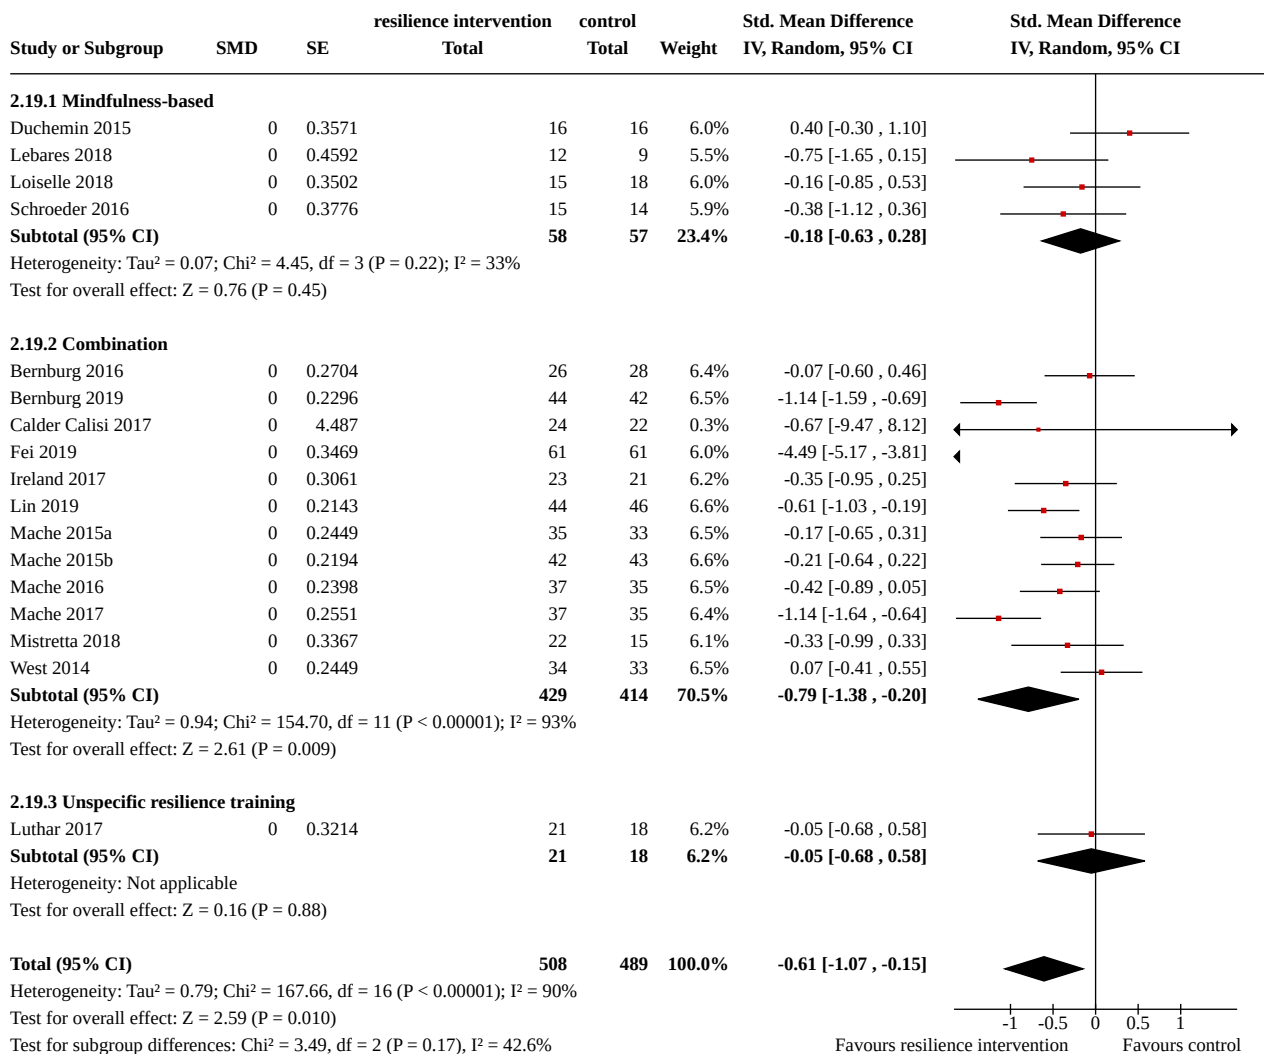 resilience intervention control Std. Mean Difference Std. Mean Difference
Study or Subgroup SMD SE Total Total Weight IV, Random, 95% CI IV, Random, 95% CI
2.19.1 Mindfulness-based
Duchemin 2015 0 0.3571 16 16 6.0% 0.40 [-0.30 , 1.10]
Lebares 2018 0 0.4592 12 9 5.5% -0.75 [-1.65 , 0.15]
Loiselle 2018 0 0.3502 15 18 6.0% -0.16 [-0.85 , 0.53]
Schroeder 2016 0 0.3776 15 14 5.9% -0.38 [-1.12 , 0.36]
Subtotal (95% CI) 58 57 23.4% -0.18 [-0.63 , 0.28]
Heterogeneity: Tau² = 0.07; Chi² = 4.45, df = 3 (P = 0.22); I² = 33%
Test for overall effect: Z = 0.76 (P = 0.45)
2.19.2 Combination
Bernburg 2016 0 0.2704 26 28 6.4% -0.07 [-0.60 , 0.46]
Bernburg 2019 0 0.2296 44 42 6.5% -1.14 [-1.59 , -0.69]
Calder Calisi 2017 0 4.487 24 22 0.3% -0.67 [-9.47 , 8.12]
Fei 2019 0 0.3469 61 61 6.0% -4.49 [-5.17 , -3.81]
Ireland 2017 0 0.3061 23 21 6.2% -0.35 [-0.95 , 0.25]
Lin 2019 0 0.2143 44 46 6.6% -0.61 [-1.03 , -0.19]
Mache 2015a 0 0.2449 35 33 6.5% -0.17 [-0.65 , 0.31]
Mache 2015b 0 0.2194 42 43 6.6% -0.21 [-0.64 , 0.22]
Mache 2016 0 0.2398 37 35 6.5% -0.42 [-0.89 , 0.05]
Mache 2017 0 0.2551 37 35 6.4% -1.14 [-1.64 , -0.64]
Mistretta 2018 0 0.3367 22 15 6.1% -0.33 [-0.99 , 0.33]
West 2014 0 0.2449 34 33 6.5% 0.07 [-0.41 , 0.55]
Subtotal (95% CI) 429 414 70.5% -0.79 [-1.38 , -0.20]
Heterogeneity: Tau² = 0.94; Chi² = 154.70, df = 11 (P < 0.00001); I² = 93%
Test for overall effect: Z = 2.61 (P = 0.009)
2.19.3 Unspecific resilience training
Luthar 2017 0 0.3214 21 18 6.2% -0.05 [-0.68 , 0.58]
Subtotal (95% CI) 21 18 6.2% -0.05 [-0.68 , 0.58]
Heterogeneity: Not applicable
Test for overall effect: Z = 0.16 (P = 0.88)
Total (95% CI) 508 489 100.0% -0.61 [-1.07 , -0.15]
Heterogeneity: Tau² = 0.79; Chi² = 167.66, df = 16 (P < 0.00001); I² = 90%
Test for overall effect: Z = 2.59 (P = 0.010)
-1 -0.5 0 0.5 1
Test for subgroup differences: Chi² = 3.49, df = 2 (P = 0.17), I² = 42.6% Favours resilience intervention Favours control